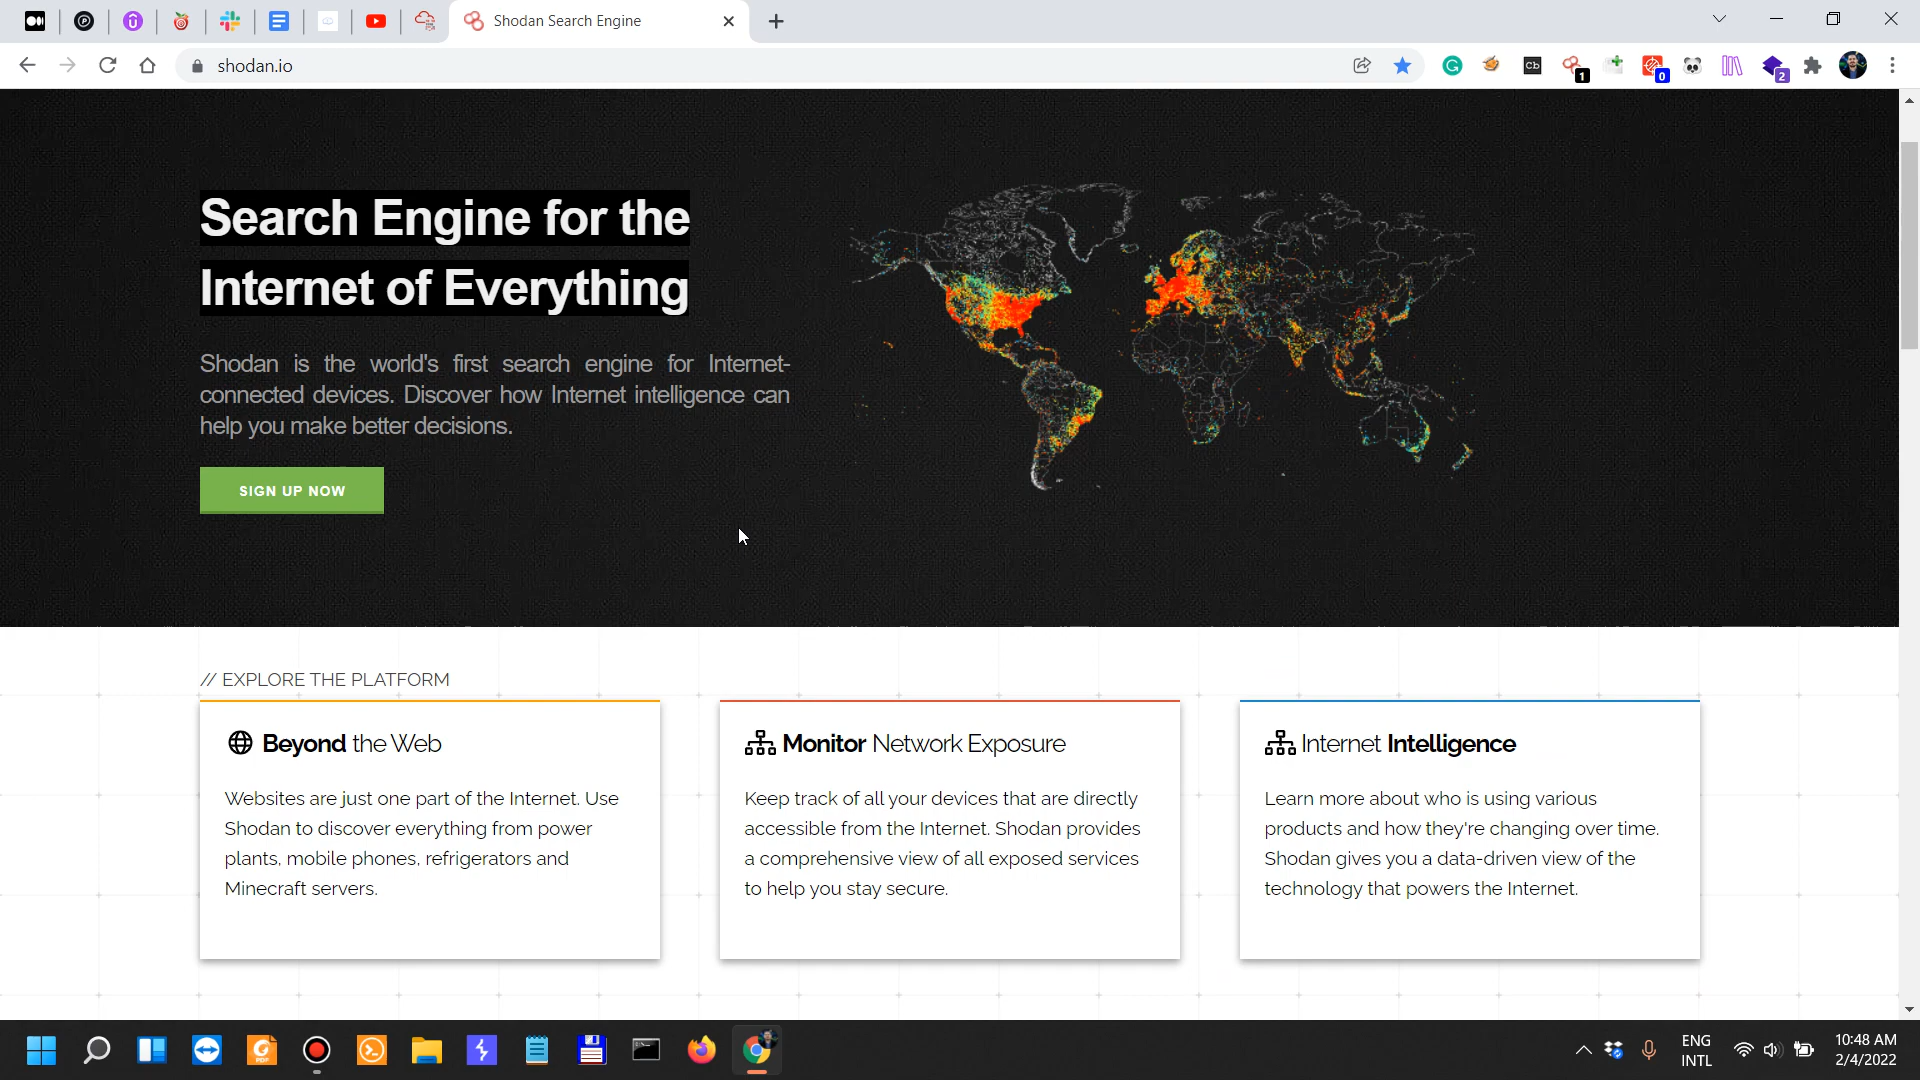 Shodan Search Engine
shodan.io
Cb
1
0
2
Search Engine for the
Internet of Everything
Shodan is the world's first search engine for Internet-
connected devices. Discover how Internet intelligence can
help you make better decisions.
SIGN UP NOW
// EXPLORE THE PLATFORM
Beyond the Web
Websites are just one part of the Internet. Use
Shodan to discover everything from power
plants, mobile phones, refrigerators and
Minecraft servers.
Monitor Network Exposure
Keep track of all your devices that are directly
accessible from the Internet. Shodan provides
a comprehensive view of all exposed services
to help you stay secure.
Internet Intelligence
Learn more about who is using various
products and how they're changing over time.
Shodan gives you a data-driven view of the
technology that powers the Internet.
ENG
INTL
10:48 AM
2/4/2022